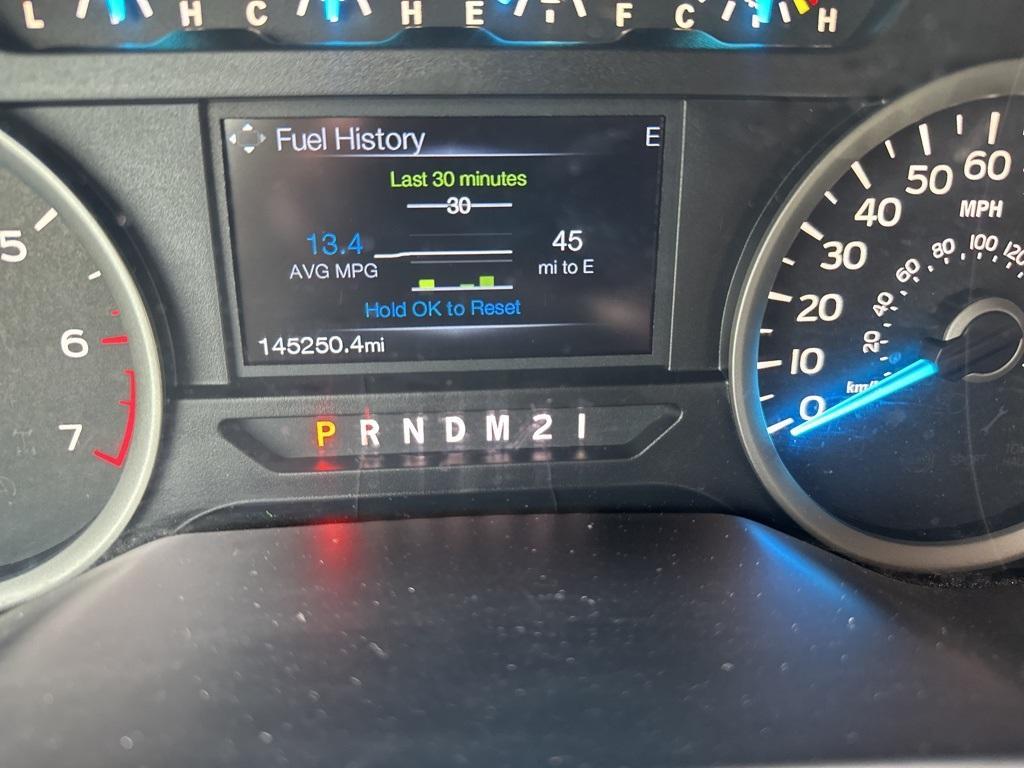 L H C H E F C H
Fuel History E
Last 30 minutes
30
13.4
AVG MPG
45
mi to E
Hold OK to Reset
145250.4mi
P R N D M 2 1
5
6
7
0 10 20 30 40 50 60
MPH
20 40 60 80 100 120